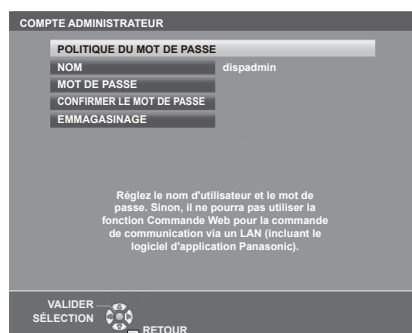 COMPTE ADMINISTRATEUR
POLITIQUE DU MOT DE PASSE
NOM dispadmin
MOT DE PASSE
CONFIRMER LE MOT DE PASSE
EMMAGASINAGE
Réglez le nom d'utilisateur et le mot de
passe. Sinon, il ne pourra pas utiliser la
fonction Commande Web pour la commande
de communication via un LAN (incluant le
logiciel d'application Panasonic).
VALIDER
SÉLECTION
RETOUR